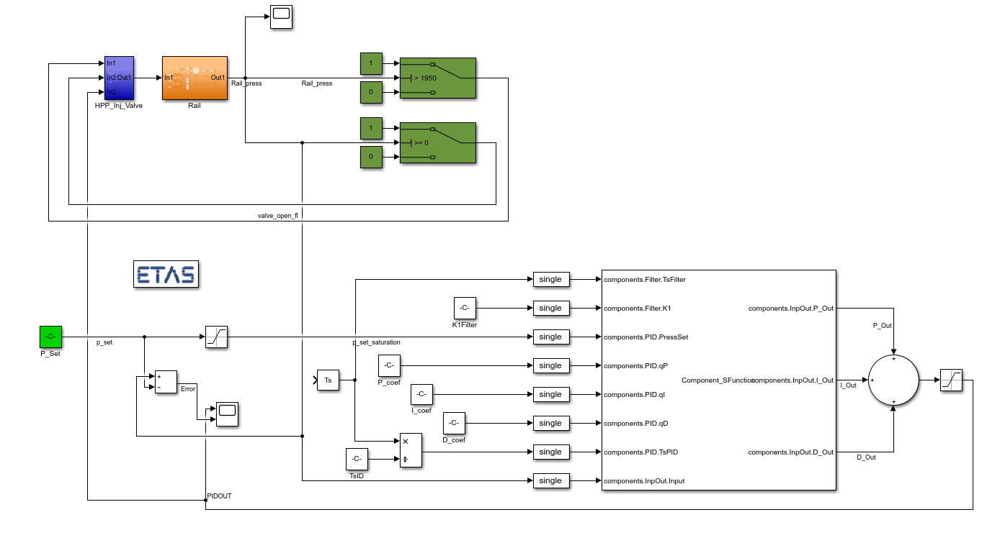 In1
In2 Out1
In3
HPP_Inj_Valve
In1
Out1
Rail
Rail_press
Rail_press
1
> 1950
0
1
>= 0
0
valve_open_fl
ETAS
-C-
P_Set
p_set
p_set_saturation
+
−
Error
Ts
-C-
K1Filter
-C-
P_coef
-C-
I_coef
-C-
D_coef
-C-
TsID
×
÷
single
single
single
single
single
single
single
single
components.Filter.TsFilter
components.Filter.K1
components.PID.PressSet
components.PID.qP
components.PID.qI
components.PID.qD
components.PID.TsPID
components.InpOut.Input
Component_SFunction
components.InpOut.P_Out
components.InpOut.I_Out
components.InpOut.D_Out
P_Out
I_Out
D_Out
+
+
+
PIDOUT